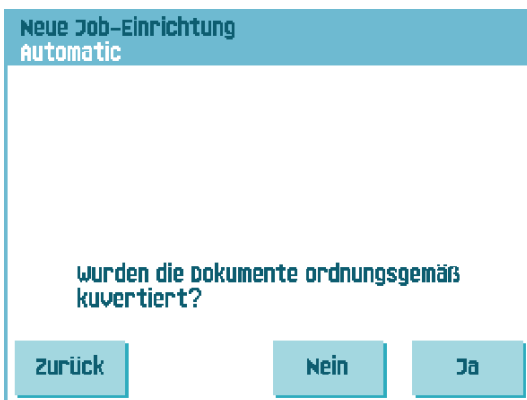 Neue Job-Einrichtung
Automatic
Wurden die Dokumente ordnungsgemäß
kuvertiert?
Zurück
Nein
Ja